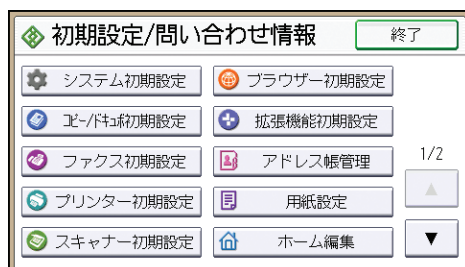 初期設定/問い合わせ情報
終了
システム初期設定
ブラウザー初期設定
コピー/ドキュボ初期設定
拡張機能初期設定
ファクス初期設定
アドレス帳管理
1/2
プリンター初期設定
用紙設定
スキャナー初期設定
ホーム編集